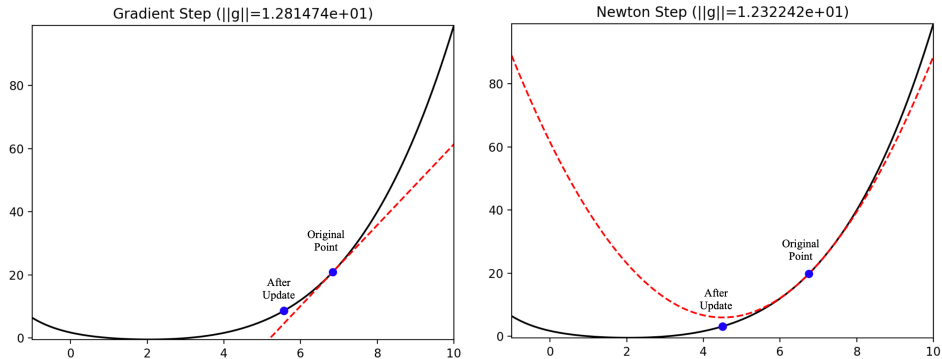 Gradient Step (||g||=1.281474e+01)
80
60
40
20
0
Original
Point
After
Update
0
2
4
6
8
10
Newton Step (||g||=1.232242e+01)
80
60
40
20
0
Original
Point
After
Update
0
2
4
6
8
10